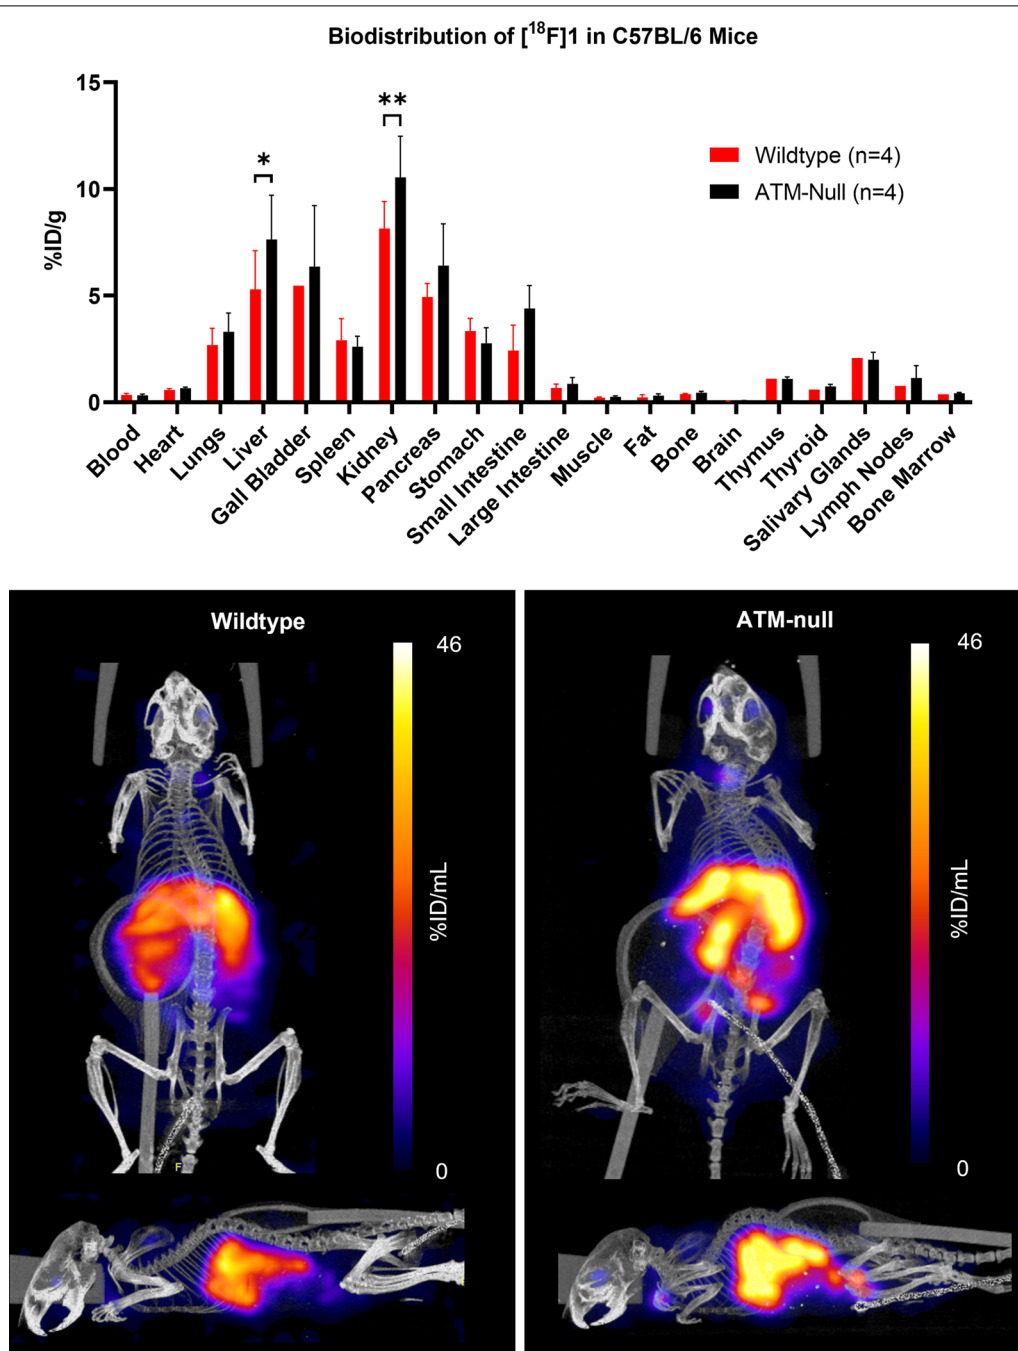 Biodistribution of [18F]1 in C57BL/6 Mice
15
10
5
0
%ID/g
*
**
Wildtype (n=4)
ATM-Null (n=4)
Blood
Heart
Lungs
Liver
Gall Bladder
Spleen
Kidney
Pancreas
Stomach
Small Intestine
Large Intestine
Muscle
Fat
Bone
Brain
Thymus
Thyroid
Salivary Glands
Lymph Nodes
Bone Marrow
Wildtype
46
%ID/mL
0
F
ATM-null
46
%ID/mL
0